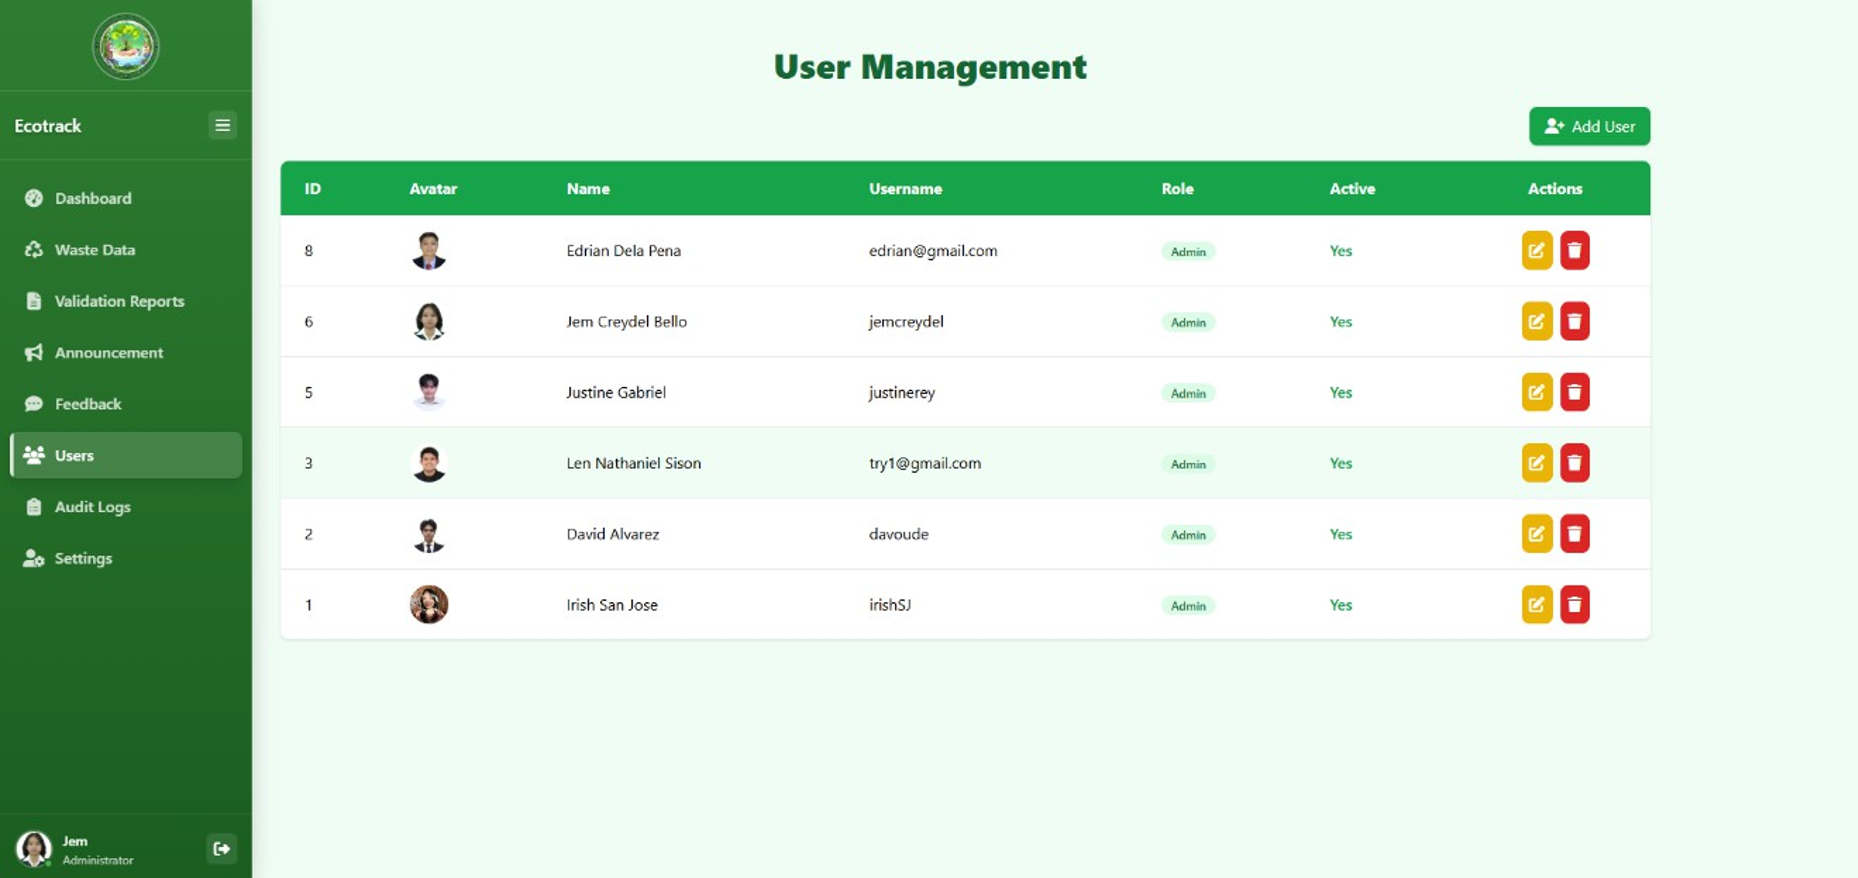 Ecotrack
Dashboard
Waste Data
Validation Reports
Announcement
Feedback
Users
Audit Logs
Settings
Jem
Administrator
User Management
Add User
ID Avatar Name Username Role Active Actions
8 Edrian Dela Pena edrian@gmail.com Admin Yes
6 Jem Creydel Bello jemcreydel Admin Yes
5 Justine Gabriel justinerey Admin Yes
3 Len Nathaniel Sison try1@gmail.com Admin Yes
2 David Alvarez davoude Admin Yes
1 Irish San Jose irishSJ Admin Yes